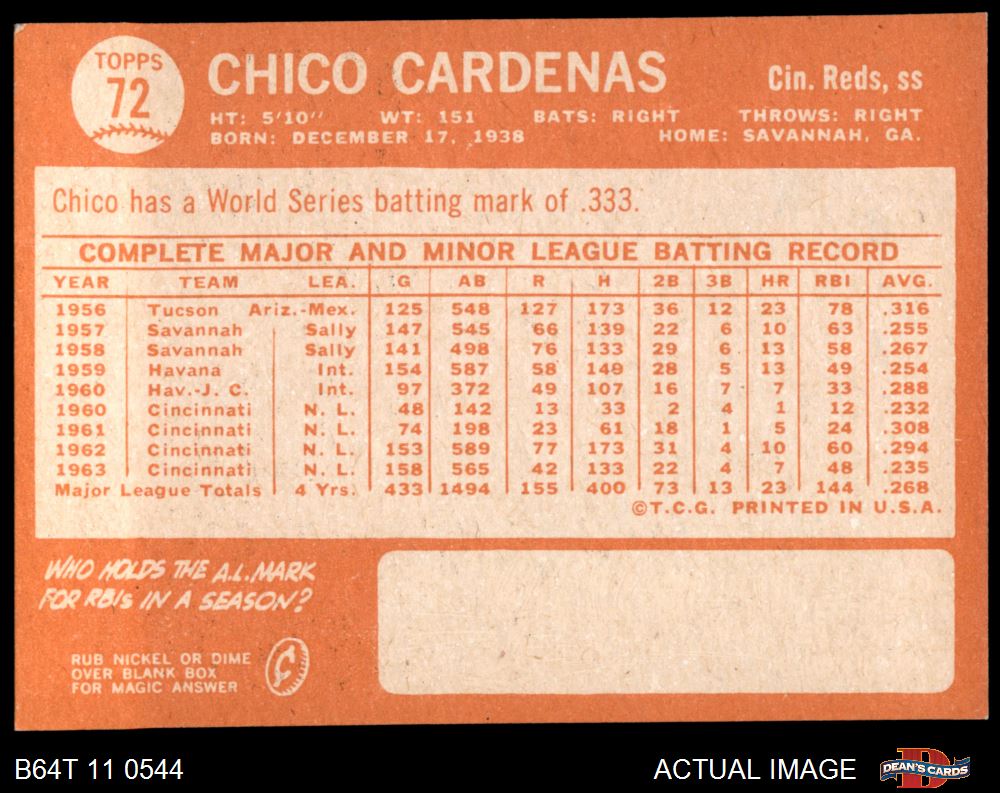 TOPPS
72
CHICO CARDENAS
Cin. Reds, ss
HT: 5'10" WT: 151 BATS: RIGHT THROWS: RIGHT
BORN: DECEMBER 17, 1938 HOME: SAVANNAH, GA.
Chico has a World Series batting mark of .333.
COMPLETE MAJOR AND MINOR LEAGUE BATTING RECORD
YEAR TEAM LEA. G AB R H 2B 3B HR RBI AVG.
1956 Tucson Ariz.-Mex. 125 548 127 173 36 12 23 78 .316
1957 Savannah Sally 147 545 66 139 22 6 10 63 .255
1958 Savannah Sally 141 498 76 133 29 6 13 58 .267
1959 Havana Int. 154 587 58 149 28 5 13 49 .254
1960 Hav.-J. C. Int. 97 372 49 107 16 7 7 33 .288
1960 Cincinnati N. L. 48 142 13 33 2 4 1 12 .232
1961 Cincinnati N. L. 74 198 23 61 18 1 5 24 .308
1962 Cincinnati N. L. 153 589 77 173 31 4 10 60 .294
1963 Cincinnati N. L. 158 565 42 133 22 4 7 48 .235
Major League Totals 4 Yrs. 433 1494 155 400 73 13 23 144 .268
©T.C.G. PRINTED IN U.S.A.
WHO HOLDS THE A.L. MARK
FOR RBIs IN A SEASON?
RUB NICKEL OR DIME
OVER BLANK BOX
FOR MAGIC ANSWER
¢
B64T 11 0544
ACTUAL IMAGE
D
DEAN'S CARDS